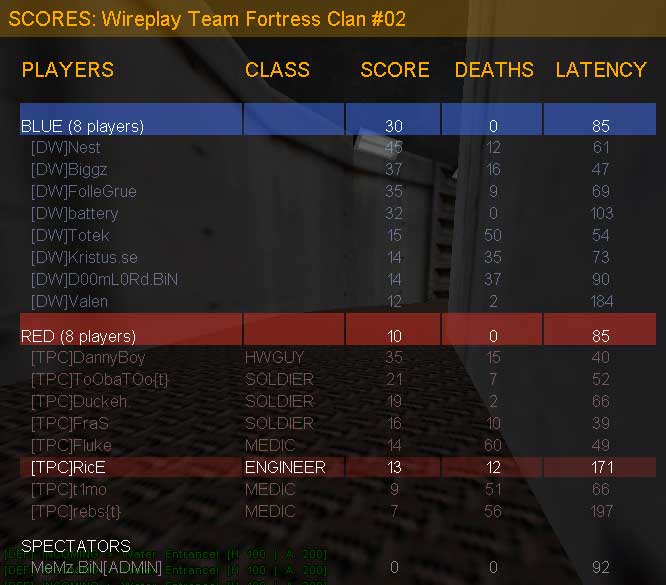 SCORES: Wireplay Team Fortress Clan #02
PLAYERS CLASS SCORE DEATHS LATENCY
BLUE (8 players) 30 0 85
[DW]Nest 45 12 61
[DW]Biggz 37 16 47
[DW]FolleGrue 35 9 69
[DW]battery 32 0 103
[DW]Totek 15 50 54
[DW]Kristus.se 14 35 73
[DW]D00mL0Rd.BiN 14 37 90
[DW]Valen 12 2 184
RED (8 players) 10 0 85
[TPC]DannyBoy HWGUY 35 15 40
[TPC]ToObaTOo{t} SOLDIER 21 7 52
[TPC]Duckeh. SOLDIER 19 2 66
[TPC]FraS SOLDIER 16 10 39
[TPC]Fluke MEDIC 14 60 49
[TPC]RicE ENGINEER 13 12 171
[TPC]t1mo MEDIC 9 51 66
[TPC]rebs{t} MEDIC 7 56 197
SPECTATORS
MeMz.BiN[ADMIN] 0 0 92
Water Entrance! [H. 100 | A. 200]